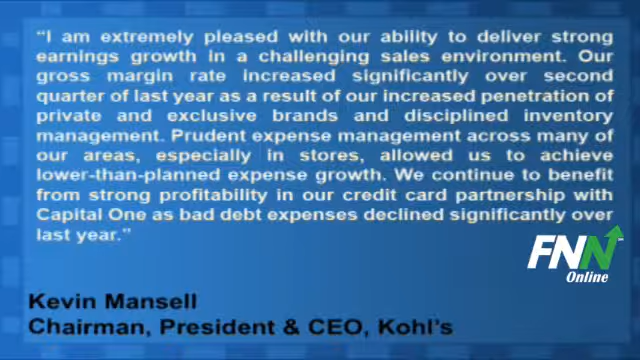 “I am extremely pleased with our ability to deliver strong
earnings growth in a challenging sales environment. Our
gross margin rate increased significantly over second
quarter of last year as a result of our increased penetration of
private and exclusive brands and disciplined inventory
management. Prudent expense management across many of
our areas, especially in stores, allowed us to achieve
lower-than-planned expense growth. We continue to benefit
from strong profitability in our credit card partnership with
Capital One as bad debt expenses declined significantly over
last year.”
FNN
Online
Kevin Mansell
Chairman, President & CEO, Kohl's